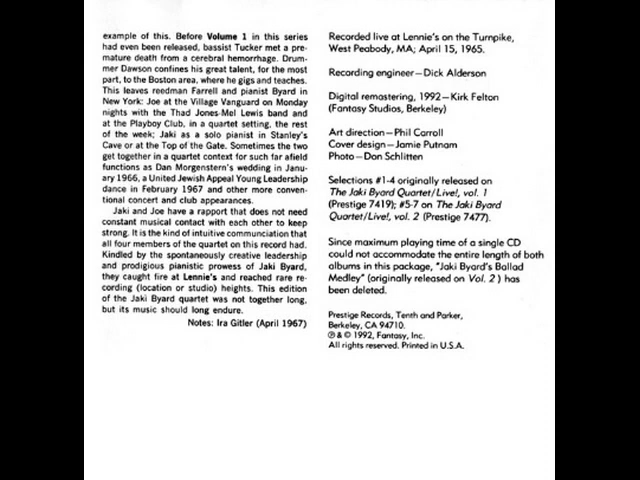 example of this. Before Volume 1 in this series
had even been released, bassist Tucker met a pre-
mature death from a cerebral hemorrhage. Drum-
mer Dawson confines his great talent, for the most
part, to the Boston area, where he gigs and teaches.
This leaves reedman Farrell and pianist Byard in
New York: Joe at the Village Vanguard on Monday
nights with the Thad Jones-Mel Lewis band and
at the Playboy Club, in a quartet setting, the rest
of the week; Jaki as a solo pianist in Stanley's
Cave or at the Top of the Gate. Sometimes the two
get together in a quartet context for such far afield
functions as Dan Morgenstern's wedding in Janu-
ary 1966, a United Jewish Appeal Young Leadership
dance in February 1967 and other more conven-
tional concert and club appearances.
Jaki and Joe have a rapport that does not need
constant musical contact with each other to keep
strong. It is the kind of intuitive communciation that
all four members of the quartet on this record had.
Kindled by the spontaneously creative leadership
and prodigious pianistic prowess of Jaki Byard,
they caught fire at Lennie's and reached rare re-
cording (location or studio) heights. This edition
of the Jaki Byard quartet was not together long,
but its music should long endure.
Notes: Ira Gitler (April 1967)
Recorded live at Lennie's on the Turnpike,
West Peabody, MA; April 15, 1965.
Recording engineer—Dick Alderson
Digital remastering, 1992—Kirk Felton
(Fantasy Studios, Berkeley)
Art direction—Phil Carroll
Cover design—Jamie Putnam
Photo—Don Schlitten
Selections #1-4 originally released on
The Jaki Byard Quartet/Live!, vol. 1
(Prestige 7419); #5-7 on The Jaki Byard
Quartet/Live!, vol. 2 (Prestige 7477).
Since maximum playing time of a single CD
could not accommodate the entire length of both
albums in this package, "Jaki Byard's Ballad
Medley" (originally released on Vol. 2) has
been deleted.
Prestige Records, Tenth and Parker,
Berkeley, CA 94710.
℗ & © 1992, Fantasy, Inc.
All rights reserved. Printed in U.S.A.